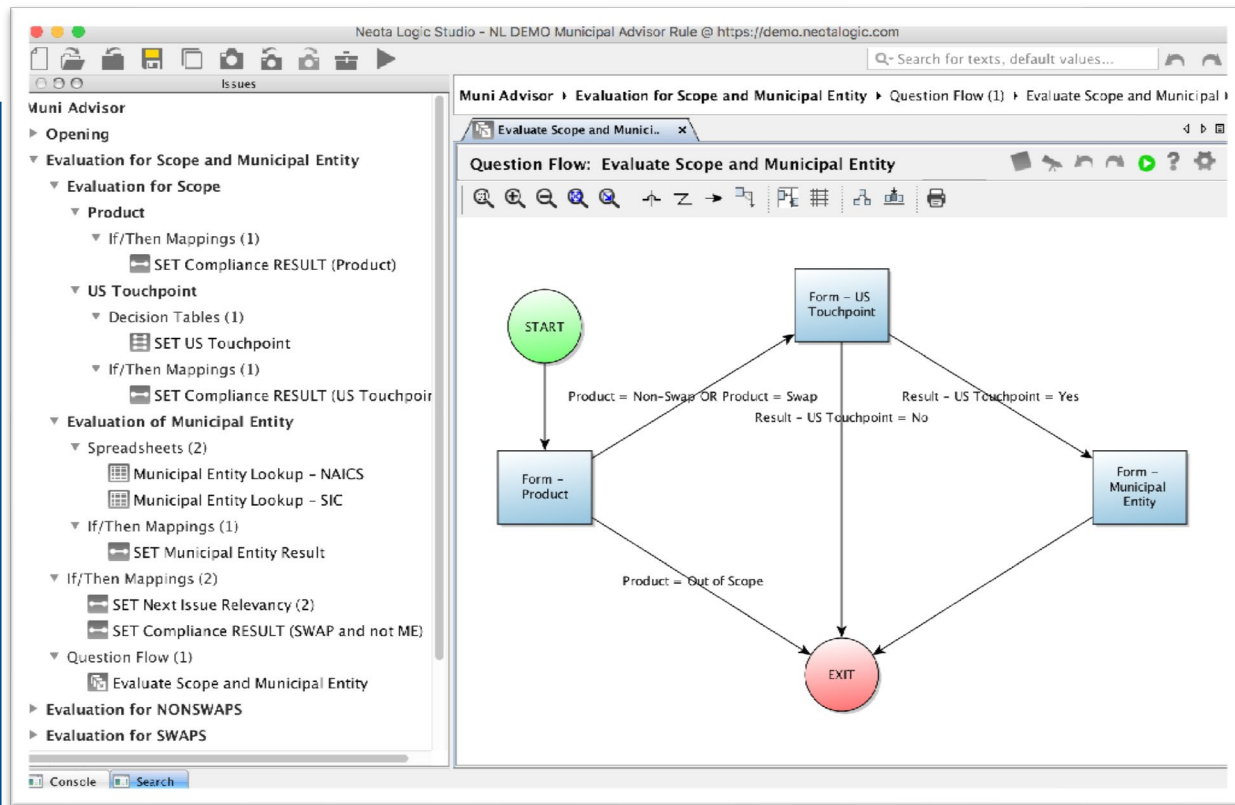 Neota Logic Studio - NL DEMO Municipal Advisor Rule @ https://demo.neotalogic.com
Search for texts, default values...
Issues
Muni Advisor
Opening
Evaluation for Scope and Municipal Entity
Evaluation for Scope
Product
If/Then Mappings (1)
SET Compliance RESULT (Product)
US Touchpoint
Decision Tables (1)
SET US Touchpoint
If/Then Mappings (1)
SET Compliance RESULT (US Touchpoir
Evaluation of Municipal Entity
Spreadsheets (2)
Municipal Entity Lookup - NAICS
Municipal Entity Lookup - SIC
If/Then Mappings (1)
SET Municipal Entity Result
If/Then Mappings (2)
SET Next Issue Relevancy (2)
SET Compliance RESULT (SWAP and not ME)
Question Flow (1)
Evaluate Scope and Municipal Entity
Evaluation for NONSWAPS
Evaluation for SWAPS
Console Search
Muni Advisor Evaluation for Scope and Municipal Entity Question Flow (1) Evaluate Scope and Municipal
Evaluate Scope and Munici..
Question Flow: Evaluate Scope and Municipal Entity
START
Form - US
Touchpoint
Product = Non-Swap OR Product = Swap
Result - US Touchpoint = Yes
Result - US Touchpoint = No
Form -
Product
Form -
Municipal
Entity
Product = Out of Scope
EXIT